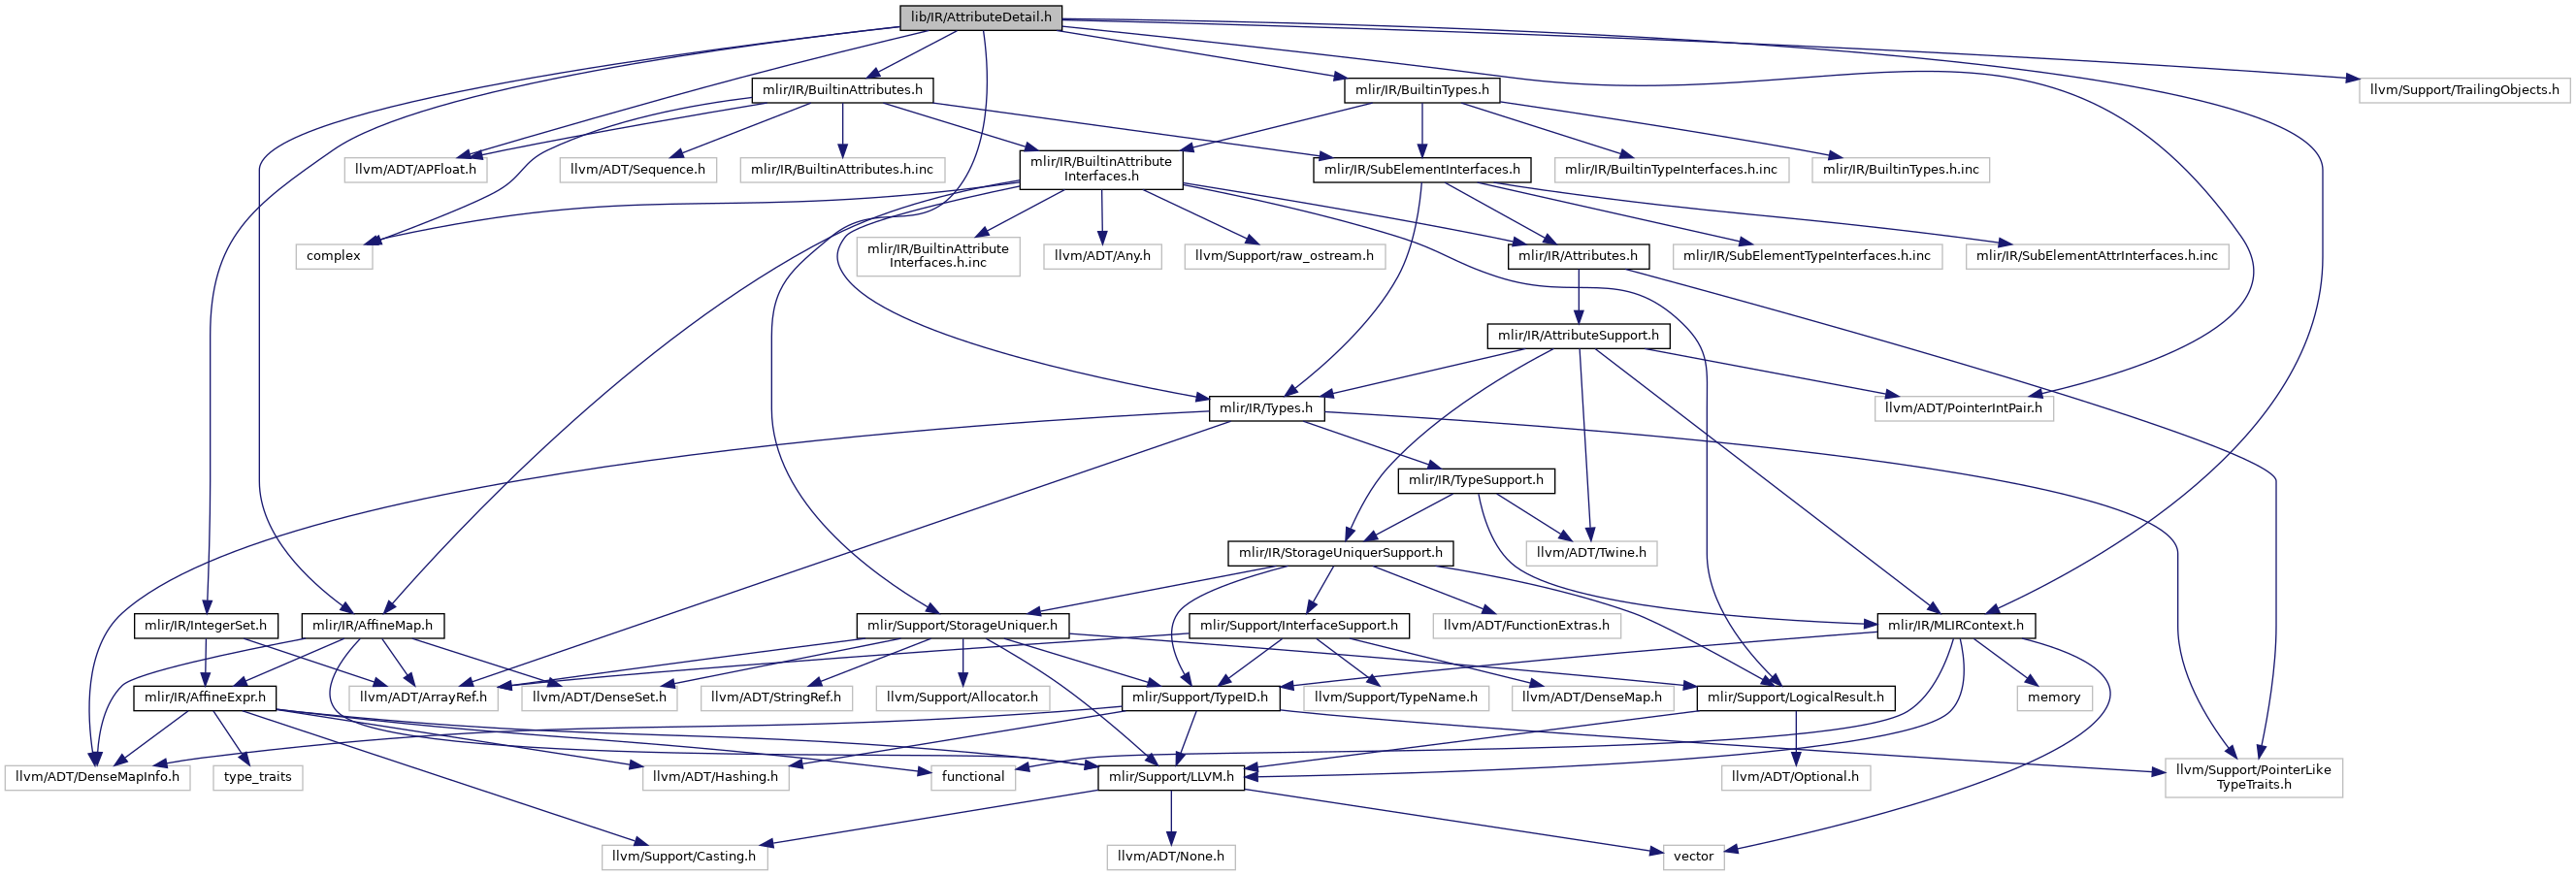 lib/IR/AttributeDetail.h
mlir/IR/BuiltinAttributes.h
mlir/IR/BuiltinTypes.h
llvm/Support/TrailingObjects.h
llvm/ADT/APFloat.h
llvm/ADT/Sequence.h
mlir/IR/BuiltinAttributes.h.inc
mlir/IR/BuiltinAttribute
Interfaces.h
mlir/IR/SubElementInterfaces.h
mlir/IR/BuiltinTypeInterfaces.h.inc
mlir/IR/BuiltinTypes.h.inc
complex
mlir/IR/BuiltinAttribute
Interfaces.h.inc
llvm/ADT/Any.h
llvm/Support/raw_ostream.h
mlir/IR/Attributes.h
mlir/IR/SubElementTypeInterfaces.h.inc
mlir/IR/SubElementAttrInterfaces.h.inc
mlir/IR/AttributeSupport.h
mlir/IR/Types.h
llvm/ADT/PointerIntPair.h
mlir/IR/TypeSupport.h
mlir/IR/StorageUniquerSupport.h
llvm/ADT/Twine.h
mlir/IR/IntegerSet.h
mlir/IR/AffineMap.h
mlir/Support/StorageUniquer.h
mlir/Support/InterfaceSupport.h
llvm/ADT/FunctionExtras.h
mlir/IR/MLIRContext.h
mlir/IR/AffineExpr.h
llvm/ADT/ArrayRef.h
llvm/ADT/DenseSet.h
llvm/ADT/StringRef.h
llvm/Support/Allocator.h
mlir/Support/TypeID.h
llvm/Support/TypeName.h
llvm/ADT/DenseMap.h
mlir/Support/LogicalResult.h
memory
llvm/ADT/DenseMapInfo.h
type_traits
llvm/ADT/Hashing.h
functional
mlir/Support/LLVM.h
llvm/ADT/Optional.h
llvm/Support/PointerLike
TypeTraits.h
llvm/Support/Casting.h
llvm/ADT/None.h
vector